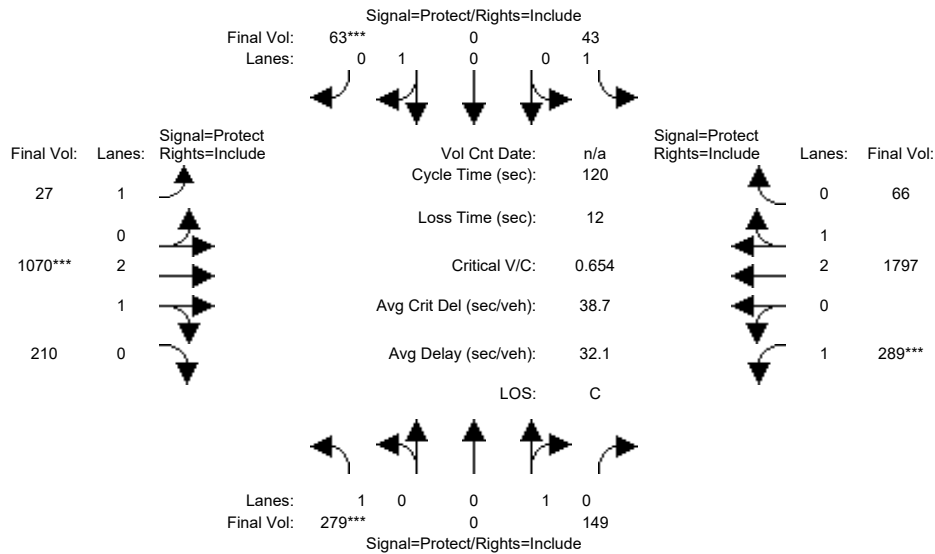 Signal=Protect/Rights=Include
Final Vol: 63*** 0 43
Lanes: 0 1 0 0 1
Signal=Protect
Final Vol: Lanes: Rights=Include
Vol Cnt Date: n/a
Signal=Protect
Rights=Include Lanes: Final Vol:
Cycle Time (sec): 120
27 1 0 66
Loss Time (sec): 12
0 1
1070*** 2 Critical V/C: 0.654 2 1797
1 Avg Crit Del (sec/veh): 38.7 0
210 0 Avg Delay (sec/veh): 32.1 1 289***
LOS: C
Lanes: 1 0 0 1 0
Final Vol: 279*** 0 149
Signal=Protect/Rights=Include